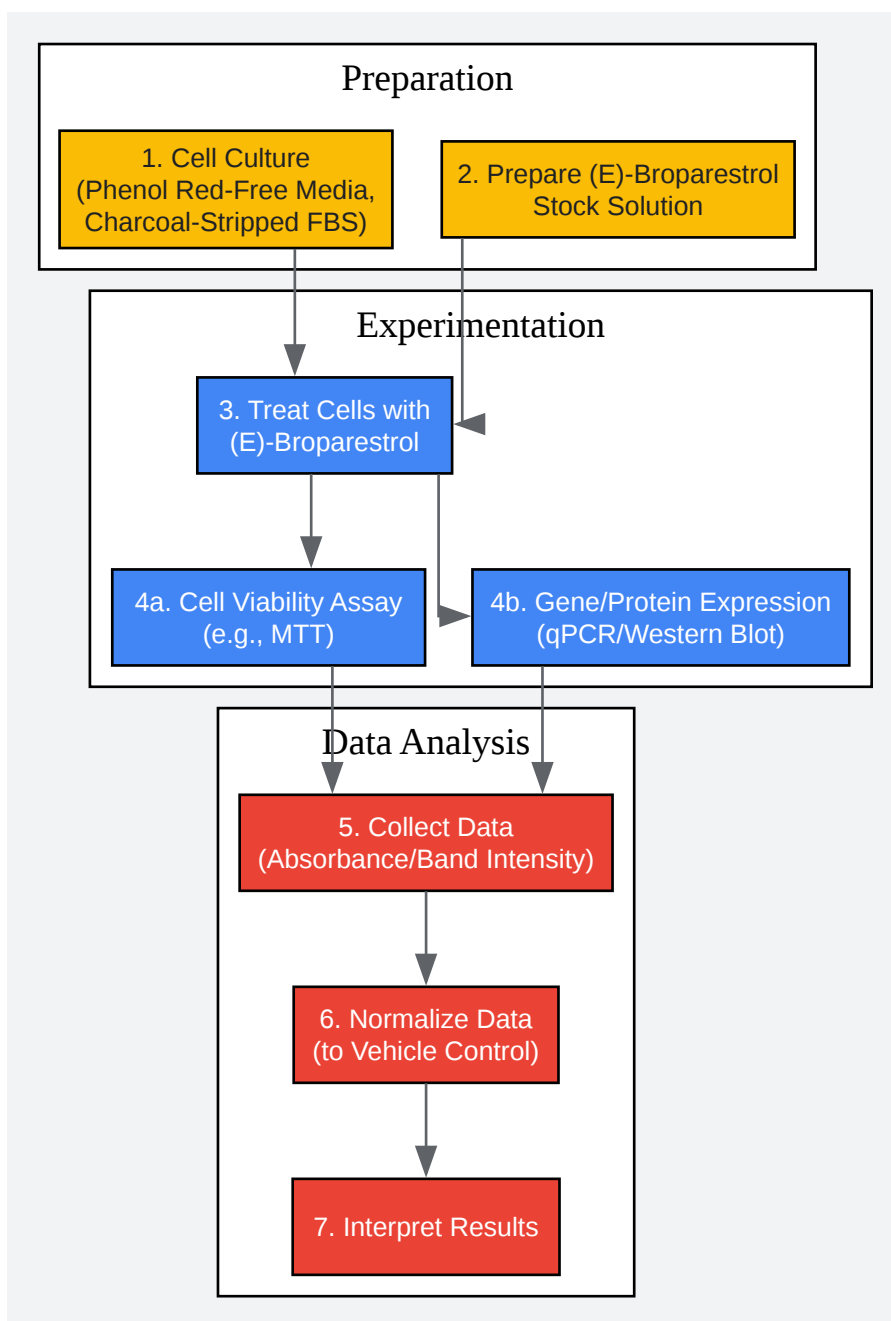 Preparation
1. Cell Culture
(Phenol Red-Free Media,
Charcoal-Stripped FBS)
2. Prepare (E)-Broparestrol
Stock Solution
Experimentation
3. Treat Cells with
(E)-Broparestrol
4a. Cell Viability Assay
(e.g., MTT)
4b. Gene/Protein Expression
(qPCR/Western Blot)
Data Analysis
5. Collect Data
(Absorbance/Band Intensity)
6. Normalize Data
(to Vehicle Control)
7. Interpret Results